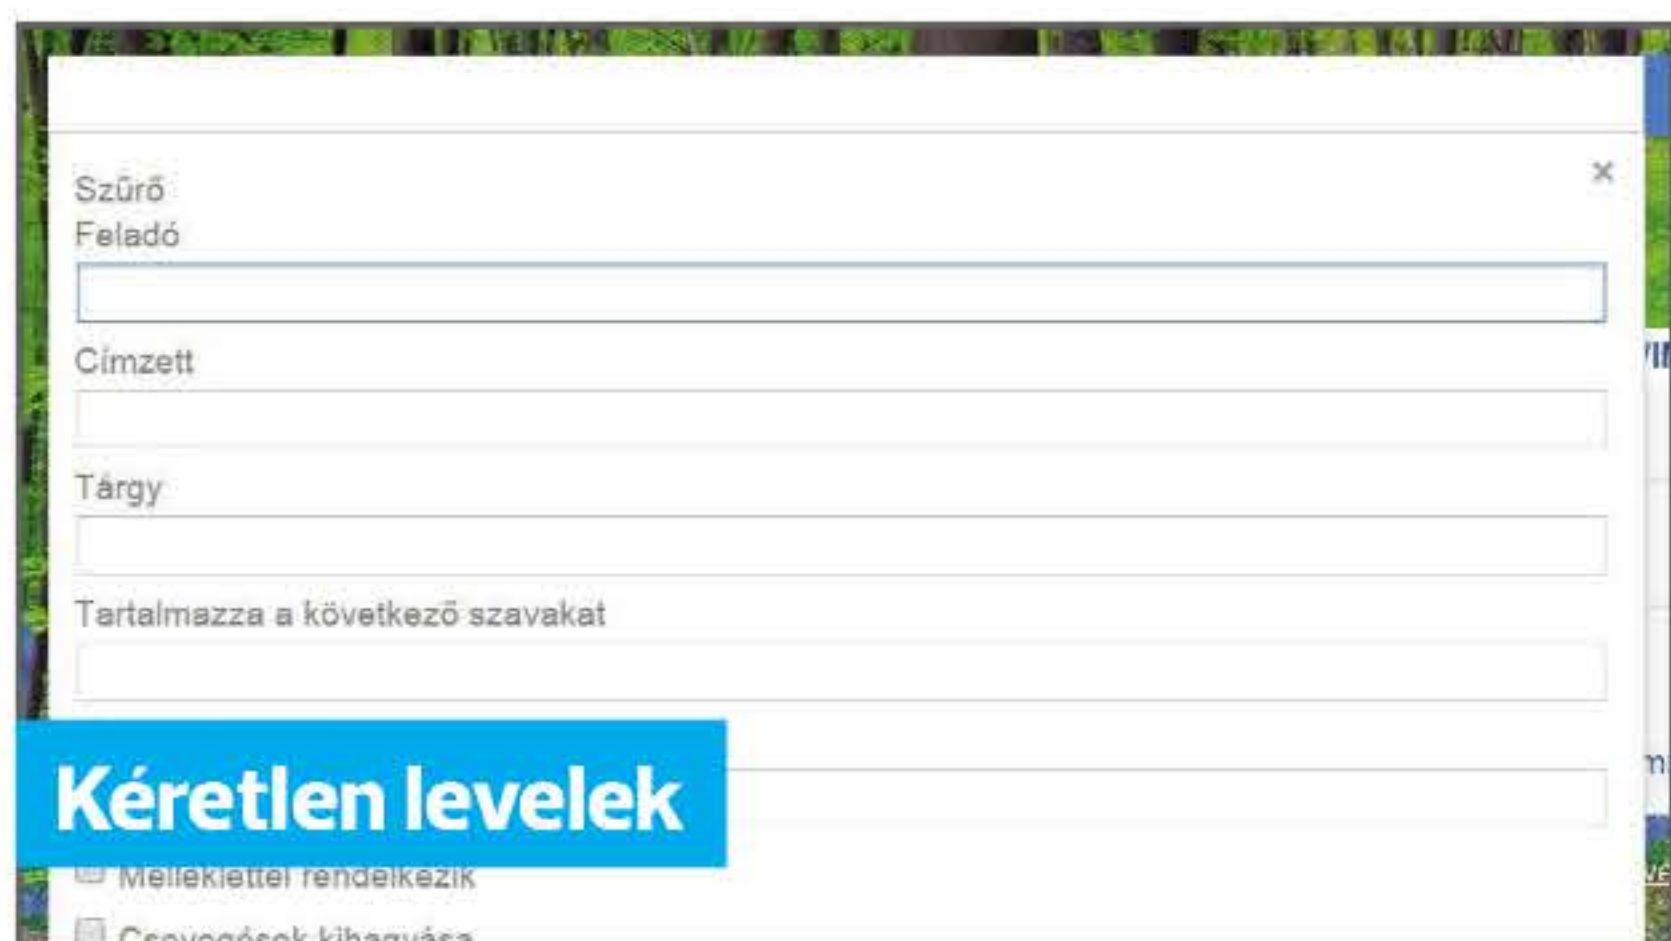 Szűrő
Feladó
Címzett
Tárgy
Tartalmazza a következő szavakat
Kéretlen levelek
Melléklettel rendelkezik
Csevegések kihagyása